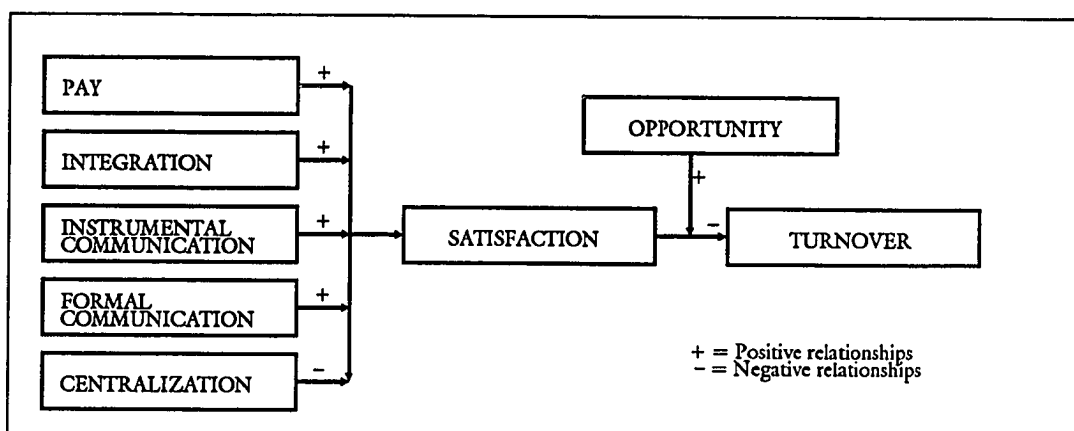 PAY
+
INTEGRATION
+
INSTRUMENTAL
COMMUNICATION
+
FORMAL
COMMUNICATION
+
CENTRALIZATION
-
SATISFACTION
OPPORTUNITY
+
-
TURNOVER
+ = Positive relationships
- = Negative relationships